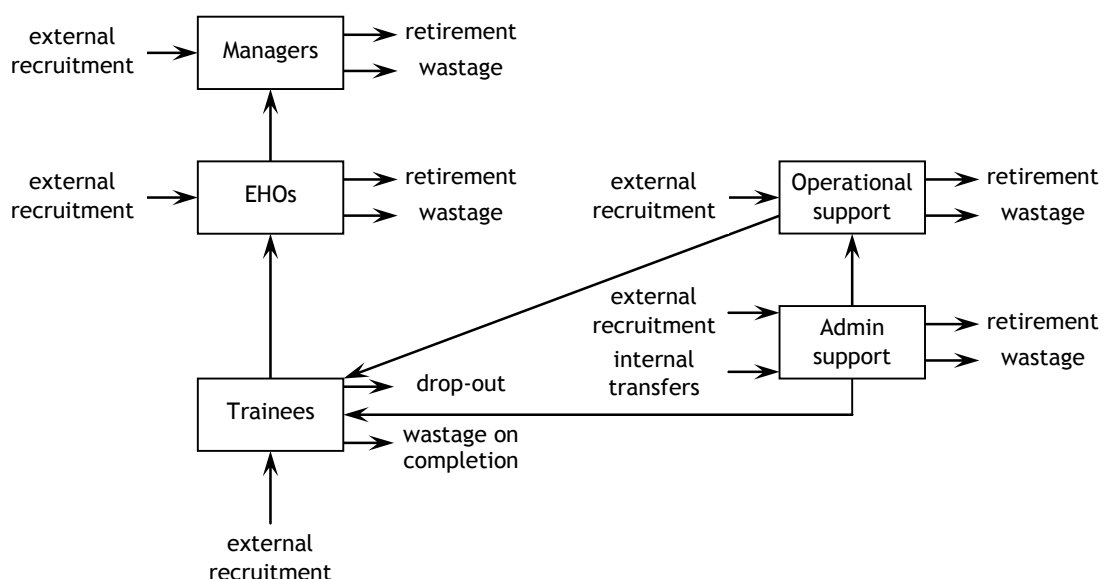 external
recruitment
Managers
retirement
wastage
external
recruitment
EHOs
retirement
wastage
external
recruitment
Operational
support
retirement
wastage
external
recruitment
internal
transfers
Admin
support
retirement
wastage
Trainees
drop-out
wastage on
completion
external
recruitment